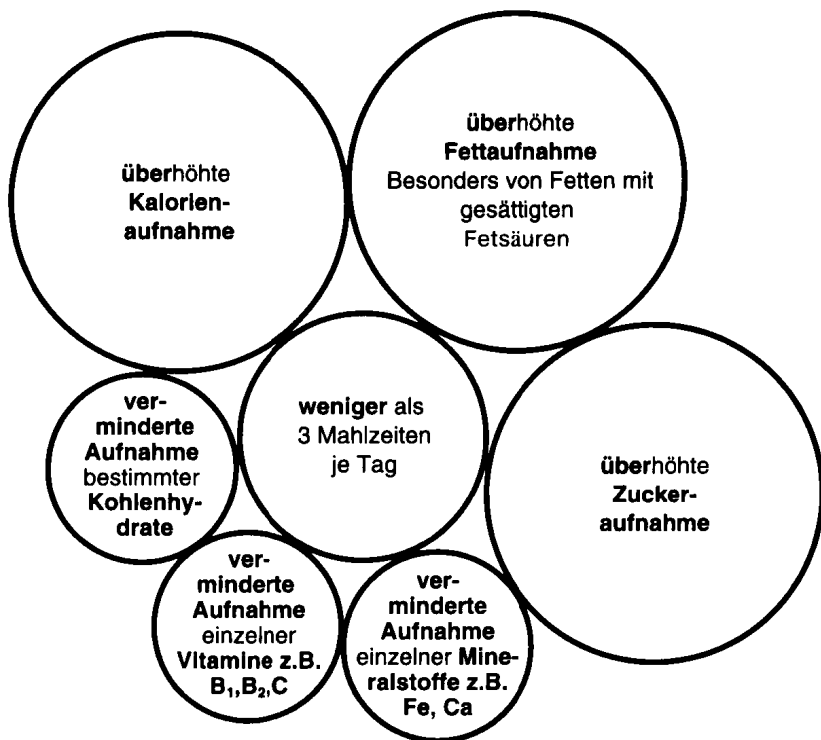 überhöhte
Kalorien-
aufnahme
überhöhte
Fettaufnahme
Besonders von Fetten mit
gesättigten
Fetsäuren
weniger als
3 Mahlzeiten
je Tag
überhöhte
Zucker-
aufnahme
ver-
minderte
Aufnahme
bestimmter
Kohlenhy-
drate
ver-
minderte
Aufnahme
einzelner
Vitamine z.B.
B₁,B₂,C
ver-
minderte
Aufnahme
einzelner Mine-
ralstoffe z.B.
Fe, Ca